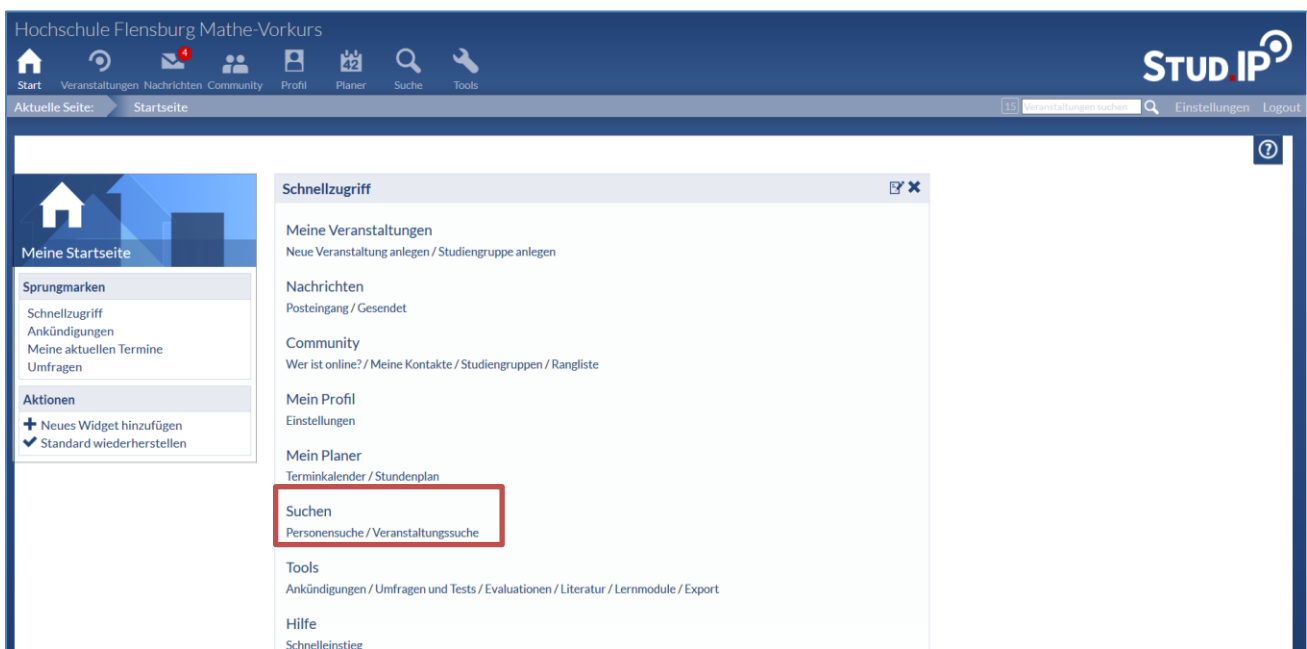 Hochschule Flensburg Mathe-Vorkurs
4
42
Start Veranstaltungen Nachrichten Community Profil Planer Suche Tools
STUD.IP
Aktuelle Seite: Startseite
15 Veranstaltungen suchen Einstellungen Logout
?
Meine Startseite
Sprungmarken
Schnellzugriff
Ankündigungen
Meine aktuellen Termine
Umfragen
Aktionen
Neues Widget hinzufügen
Standard wiederherstellen
Schnellzugriff
Meine Veranstaltungen
Neue Veranstaltung anlegen / Studiengruppe anlegen
Nachrichten
Posteingang / Gesendet
Community
Wer ist online? / Meine Kontakte / Studiengruppen / Rangliste
Mein Profil
Einstellungen
Mein Planer
Terminkalender / Stundenplan
Suchen
Personensuche / Veranstaltungssuche
Tools
Ankündigungen / Umfragen und Tests / Evaluationen / Literatur / Lernmodule / Export
Hilfe
Schnelleinstieg